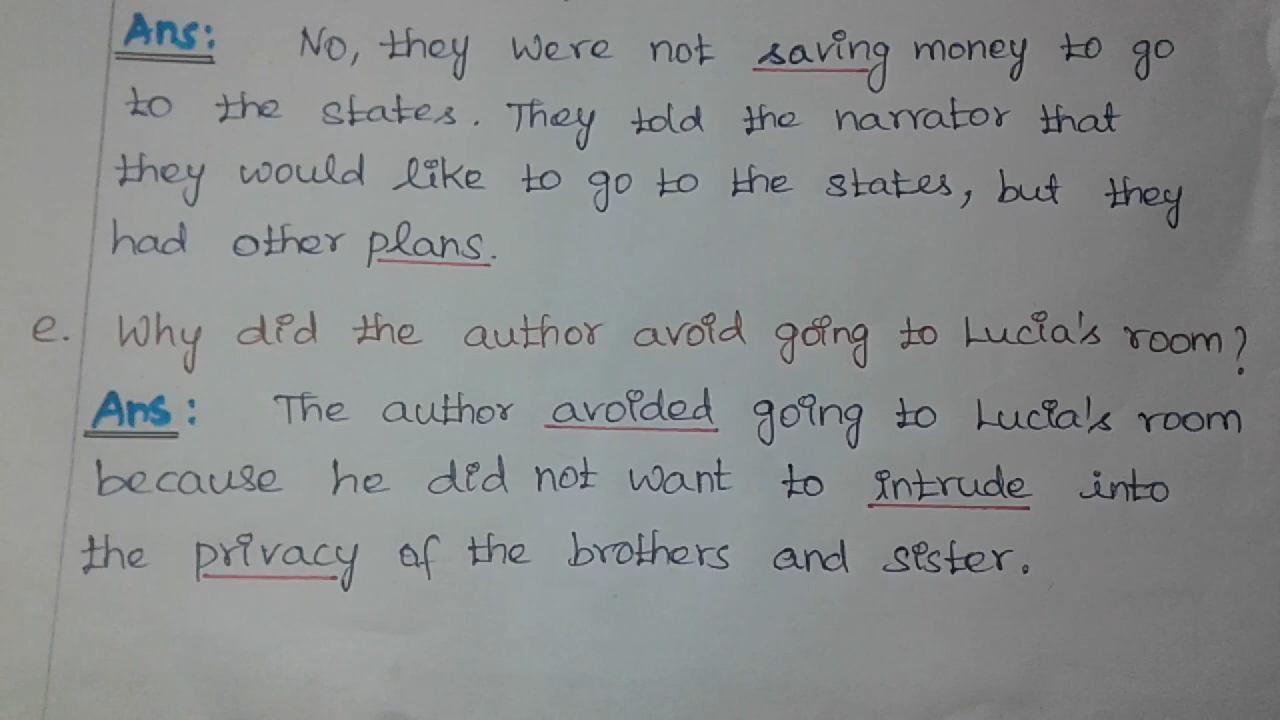 Ans: No, they were not saving money to go
to the states. They told the narrator that
they would like to go to the states, but they
had other plans.
e. Why did the author avoid going to Lucia's room?
Ans: The author avoided going to Lucia's room
because he did not want to intrude into
the privacy of the brothers and sister.